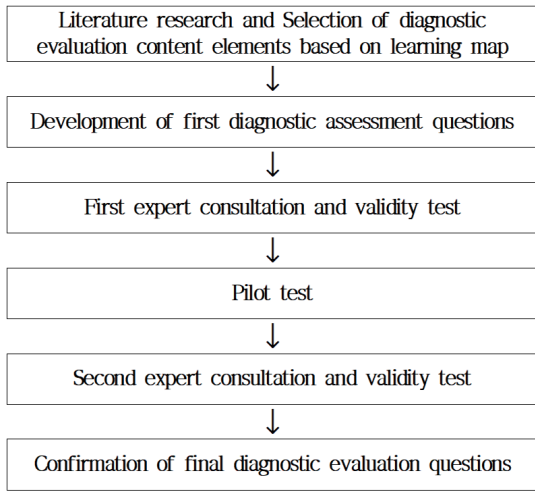 Literature research and Selection of diagnostic
evaluation content elements based on learning map
↓
Development of first diagnostic assessment questions
↓
First expert consultation and validity test
↓
Pilot test
↓
Second expert consultation and validity test
↓
Confirmation of final diagnostic evaluation questions